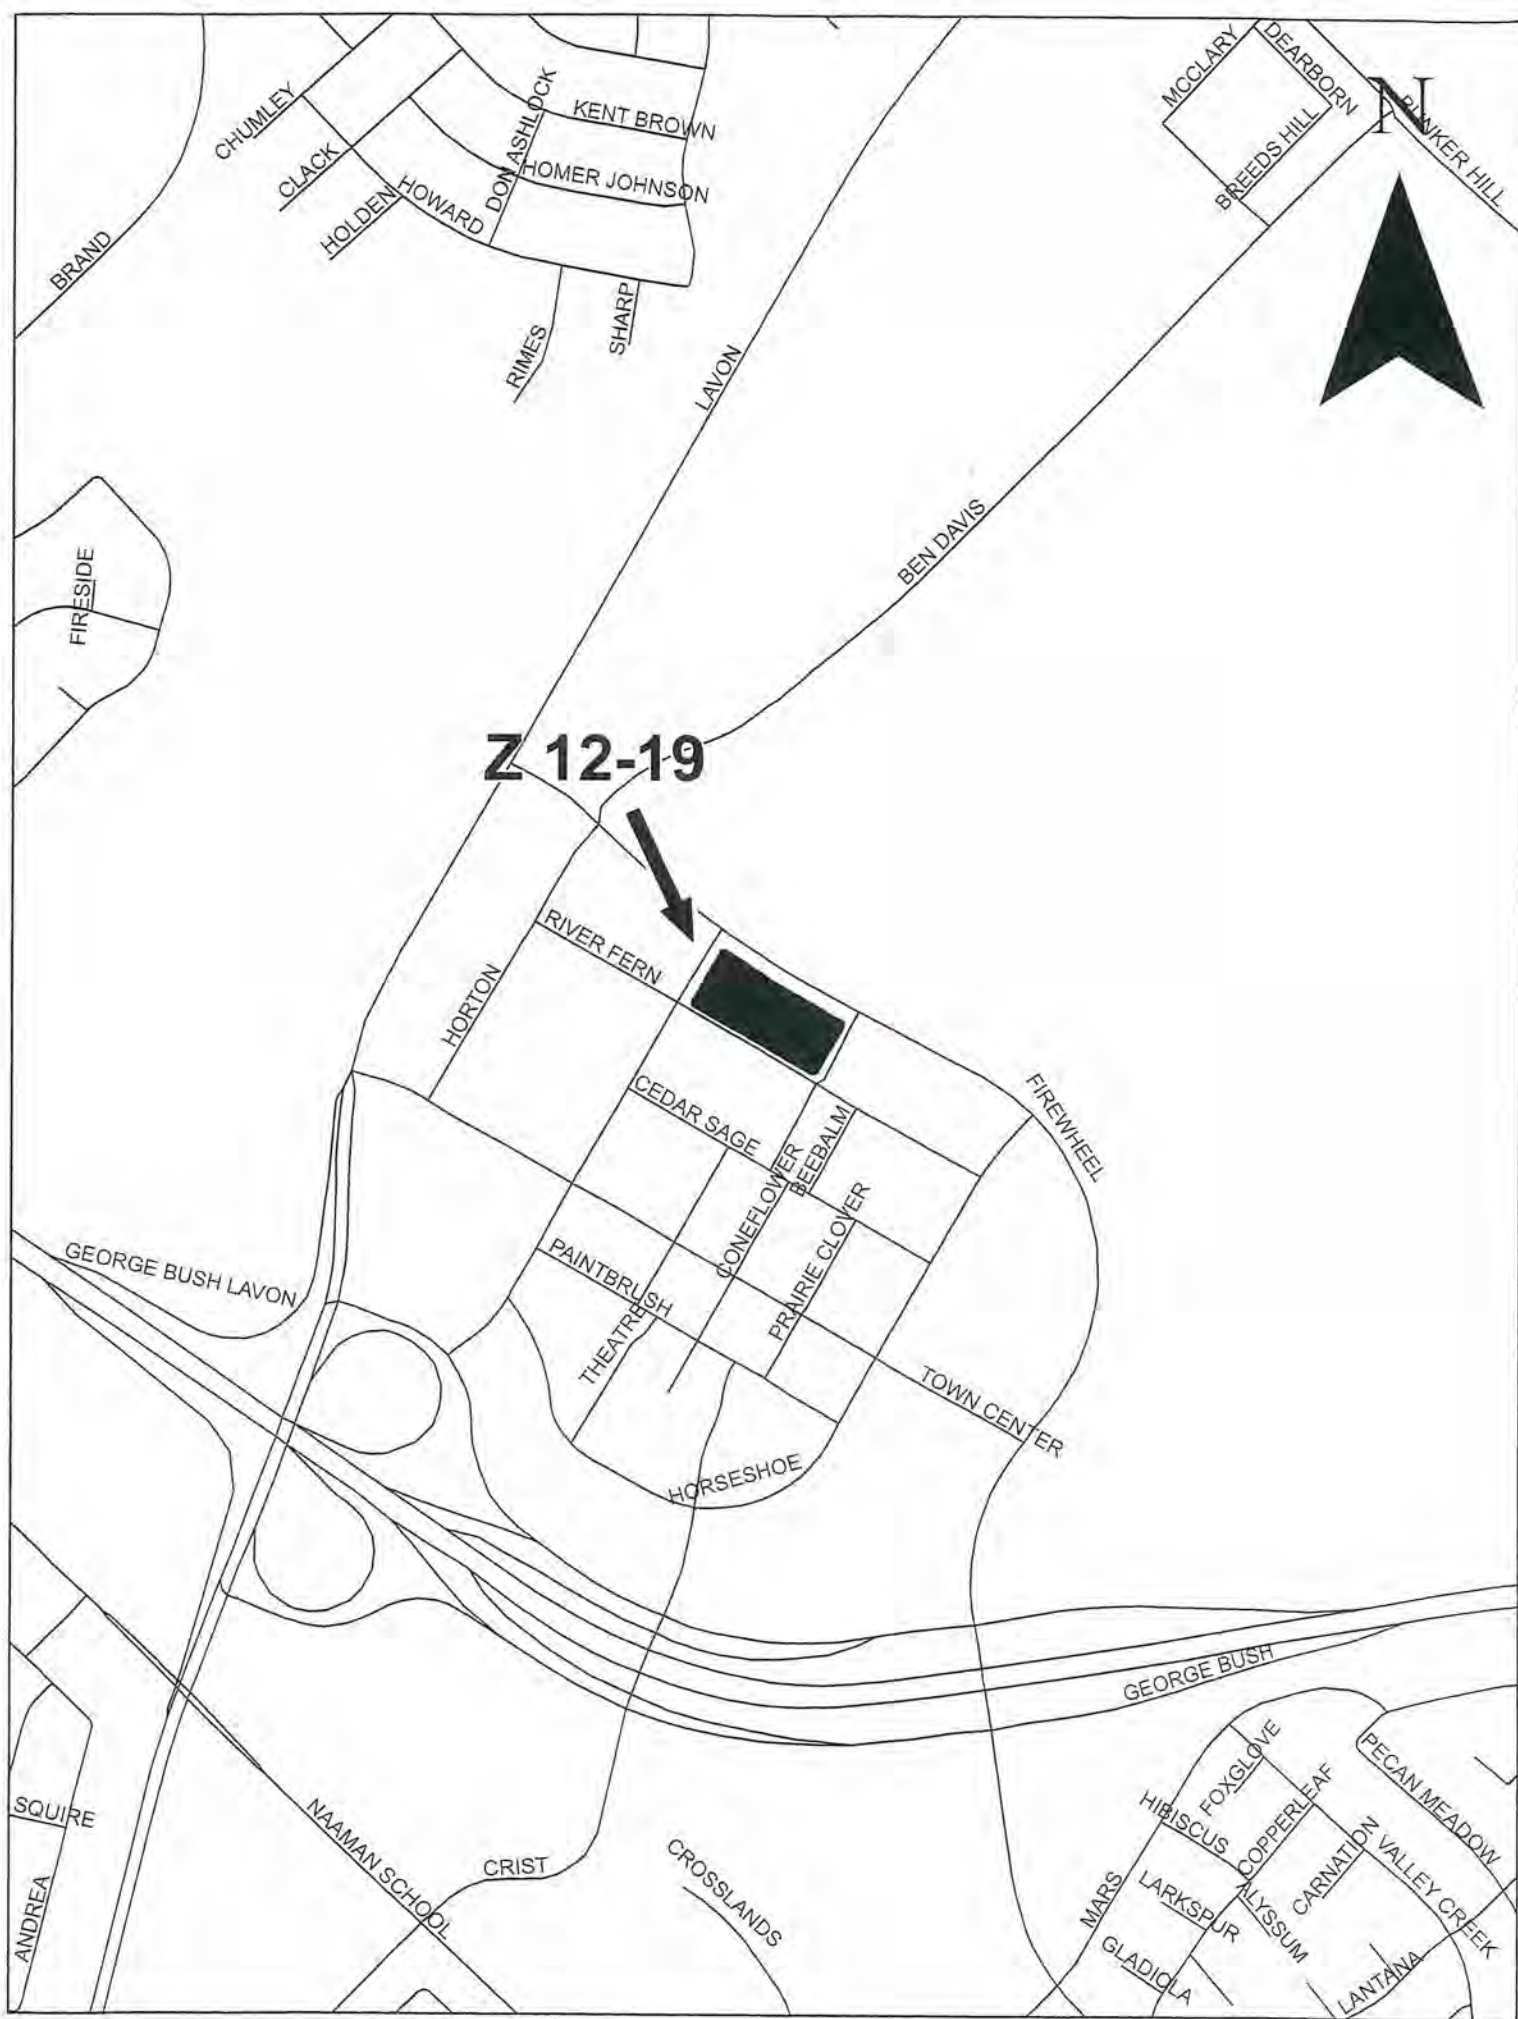 MCCLARY
DEARBORN
N
BUNKER HILL
BREEDS HILL
CHUMLEY
KENT BROWN
DON ASHLOCK
CLACK
HOMER JOHNSON
HOLDEN
HOWARD
BRAND
SHARP
RIMES
LAVON
BEN DAVIS
FIRESIDE
Z 12-19
RIVER FERN
HORTON
CEDAR SAGE
BEEBALM
FIREWHEEL
CONEFLOWER
PRAIRIE CLOVER
GEORGE BUSH LAVON
PAINTBRUSH
THEATRE
TOWN CENTER
HORSESHOE
GEORGE BUSH
FOXGLOVE
PECAN MEADOW
HIBISCUS
COPPERLEAF
SQUIRE
NAAMAN SCHOOL
CARNATION
VALLEY CREEK
CRIST
CROSSLANDS
MARS
LARKSPUR
ALYSSUM
ANDREA
GLADIOLA
LANTANA